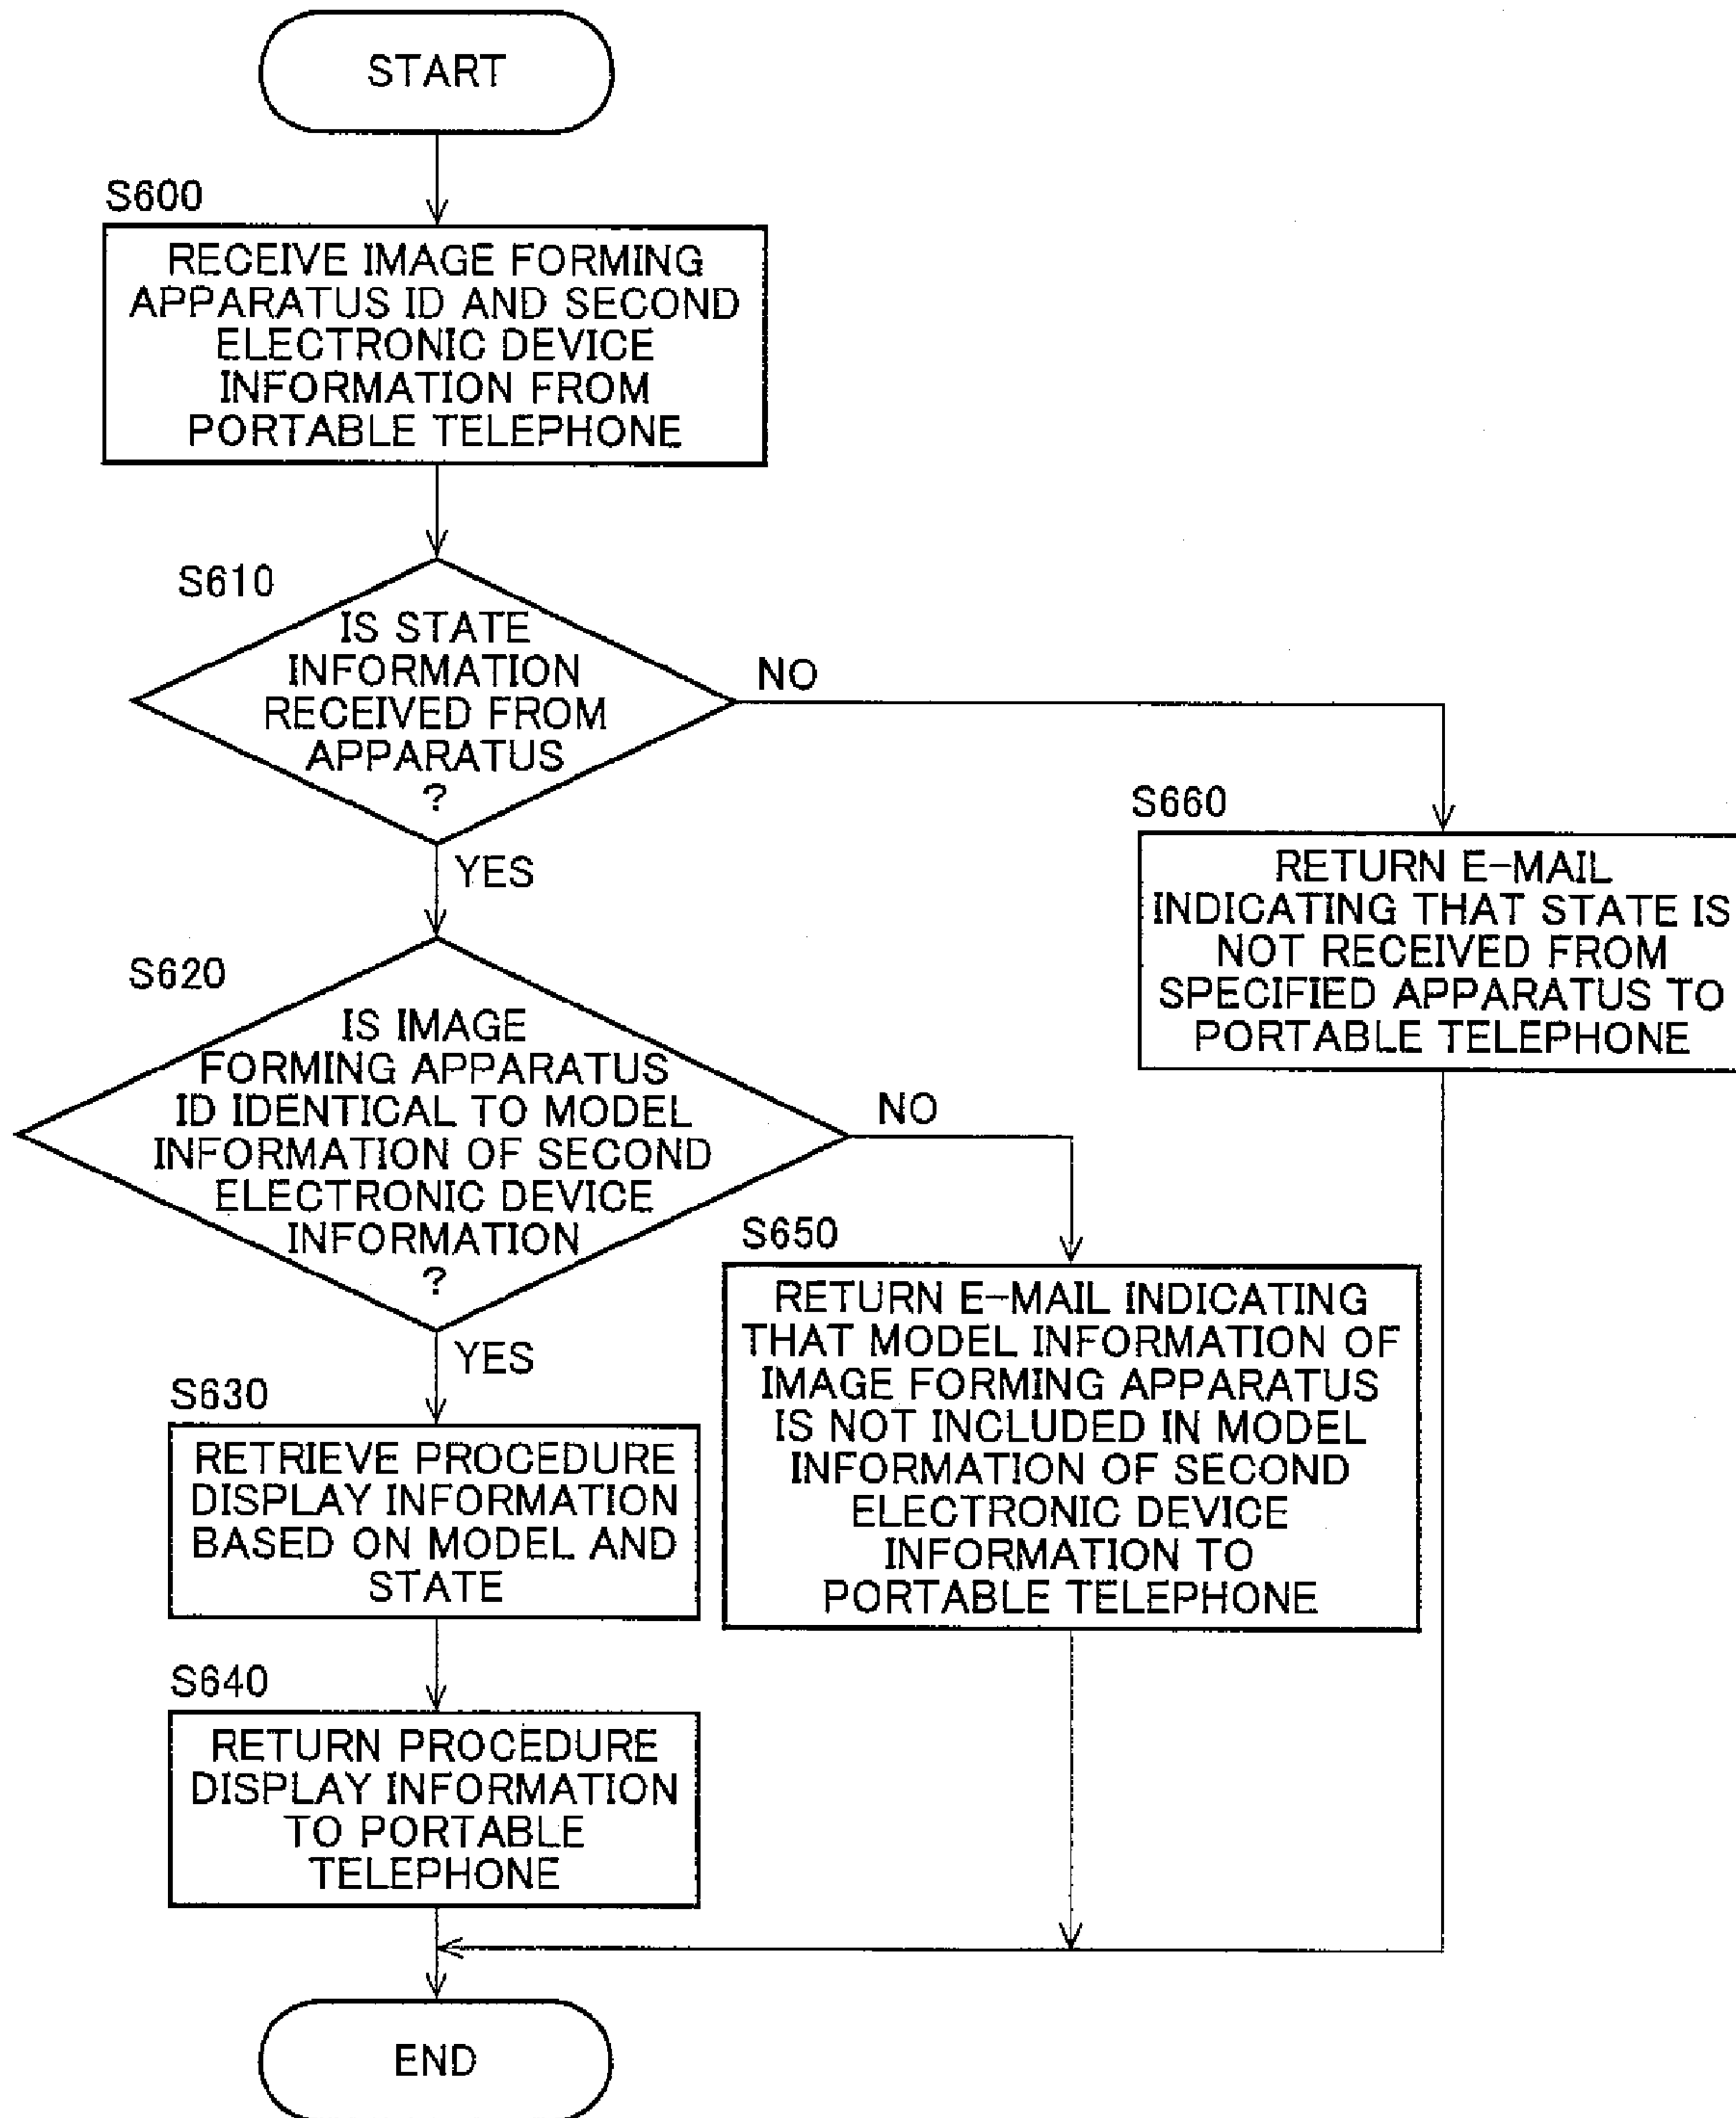 START
S600
RECEIVE IMAGE FORMING
APPARATUS ID AND SECOND
ELECTRONIC DEVICE
INFORMATION FROM
PORTABLE TELEPHONE
S610
IS STATE
INFORMATION
RECEIVED FROM
APPARATUS
?
NO
YES
S660
RETURN E-MAIL
INDICATING THAT STATE IS
NOT RECEIVED FROM
SPECIFIED APPARATUS TO
PORTABLE TELEPHONE
S620
IS IMAGE
FORMING APPARATUS
ID IDENTICAL TO MODEL
INFORMATION OF SECOND
ELECTRONIC DEVICE
INFORMATION
?
NO
YES
S650
RETURN E-MAIL INDICATING
THAT MODEL INFORMATION OF
IMAGE FORMING APPARATUS
IS NOT INCLUDED IN MODEL
INFORMATION OF SECOND
ELECTRONIC DEVICE
INFORMATION TO
PORTABLE TELEPHONE
S630
RETRIEVE PROCEDURE
DISPLAY INFORMATION
BASED ON MODEL AND
STATE
S640
RETURN PROCEDURE
DISPLAY INFORMATION
TO PORTABLE
TELEPHONE
END